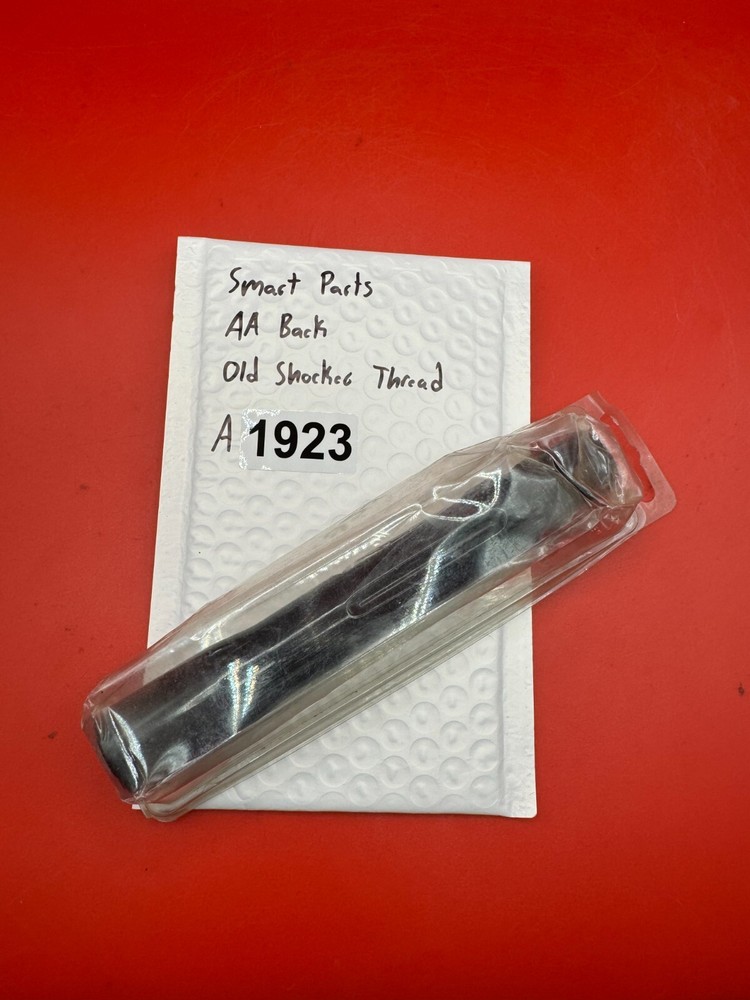 Smart Parts
AA Back
Old Shocker Thread
A 1923